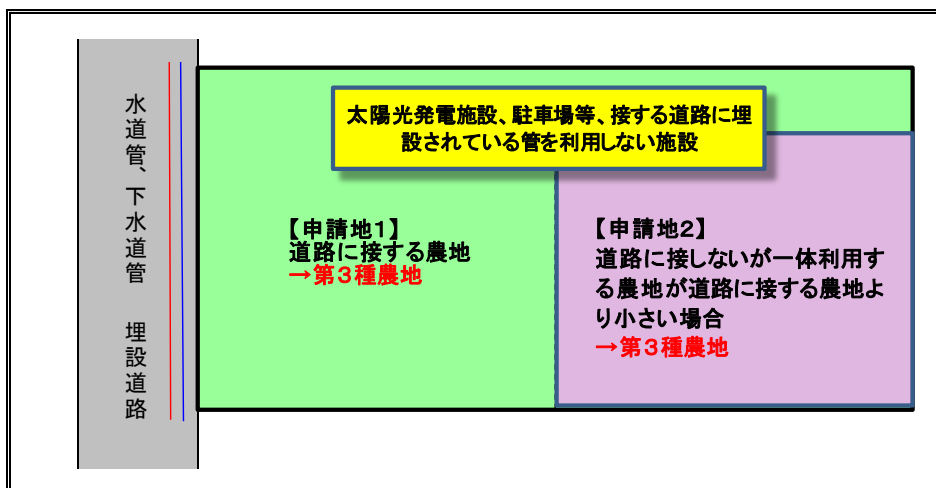 太陽光発電施設、駐車場等、接する道路に埋
設されている管を利用しない施設
水道管、下水道管　埋設道路
【申請地１】
道路に接する農地
→第３種農地
【申請地２】
道路に接しないが一体利用す
る農地が道路に接する農地よ
り小さい場合
→第３種農地